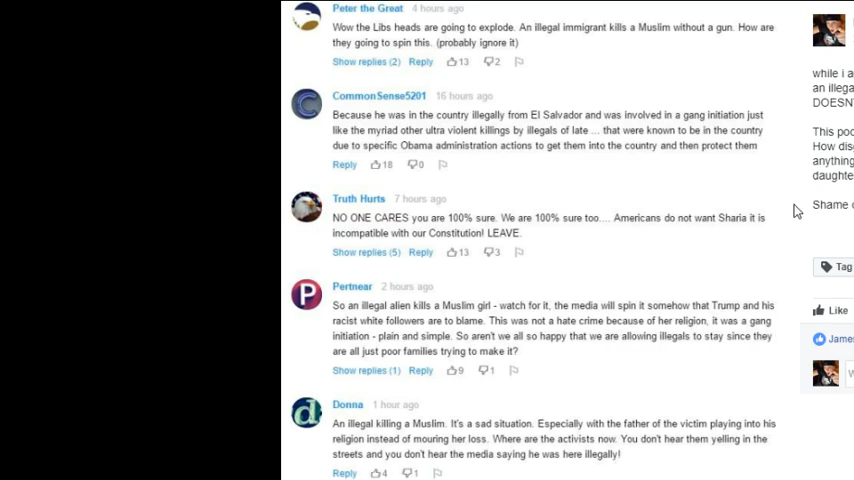 Peter the Great 4 hours ago
Wow the Libs heads are going to explode. An illegal immigrant kills a Muslim without a gun. How are
they going to spin this. (probably ignore it)
Show replies (2) Reply 13 2
CommonSense5201 16 hours ago
Because he was in the country illegally from El Salvador and was involved in a gang initiation just
like the myriad other ultra violent killings by illegals of late ... that were known to be in the country
due to specific Obama administration actions to get them into the country and then protect them
Reply 18 0
Truth Hurts 7 hours ago
NO ONE CARES you are 100% sure. We are 100% sure too.... Americans do not want Sharia it is
incompatible with our Constitution! LEAVE.
Show replies (5) Reply 13 3
Pertnear 2 hours ago
So an illegal alien kills a Muslim girl - watch for it, the media will spin it somehow that Trump and his
racist white followers are to blame. This was not a hate crime because of her religion, it was a gang
initiation - plain and simple. So aren't we all so happy that we are allowing illegals to stay since they
are all just poor families trying to make it?
Show replies (1) Reply 9 1
Donna 1 hour ago
An illegal killing a Muslim. It's a sad situation. Especially with the father of the victim playing into his
religion instead of mouring her loss. Where are the activists now. You don't hear them yelling in the
streets and you don't hear the media saying he was here illegally!
Reply 4 1
while i a
an illega
DOESN'
This poo
How dis
anything
daughte
Shame o
Tag
Like
Jame